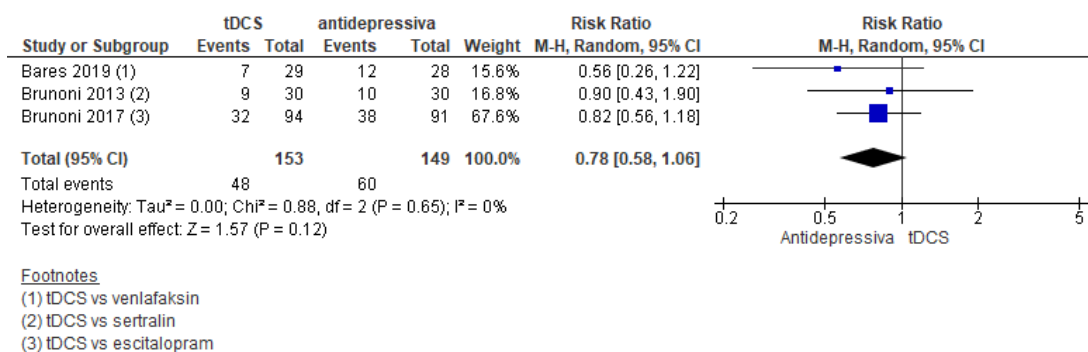 tDCS antidepressiva Risk Ratio Risk Ratio
Study or Subgroup Events Total Events Total Weight M-H, Random, 95% CI M-H, Random, 95% CI
Bares 2019 (1) 7 29 12 28 15.6% 0.56 [0.26, 1.22]
Brunoni 2013 (2) 9 30 10 30 16.8% 0.90 [0.43, 1.90]
Brunoni 2017 (3) 32 94 38 91 67.6% 0.82 [0.56, 1.18]
Total (95% CI) 153 149 100.0% 0.78 [0.58, 1.06]
Total events 48 60
Heterogeneity: Tau² = 0.00; Chi² = 0.88, df = 2 (P = 0.65); I² = 0%
Test for overall effect: Z = 1.57 (P = 0.12)
0.2 0.5 1 2 5
Antidepressiva tDCS
Footnotes
(1) tDCS vs venlafaksin
(2) tDCS vs sertralin
(3) tDCS vs escitalopram